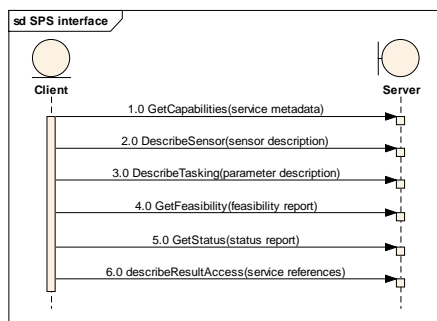 sd SPS interface
Client
Server
1.0 GetCapabilities(service metadata)
2.0 DescribeSensor(sensor description)
3.0 DescribeTasking(parameter description)
4.0 GetFeasibility(feasibility report)
5.0 GetStatus(status report)
6.0 describeResultAccess(service references)